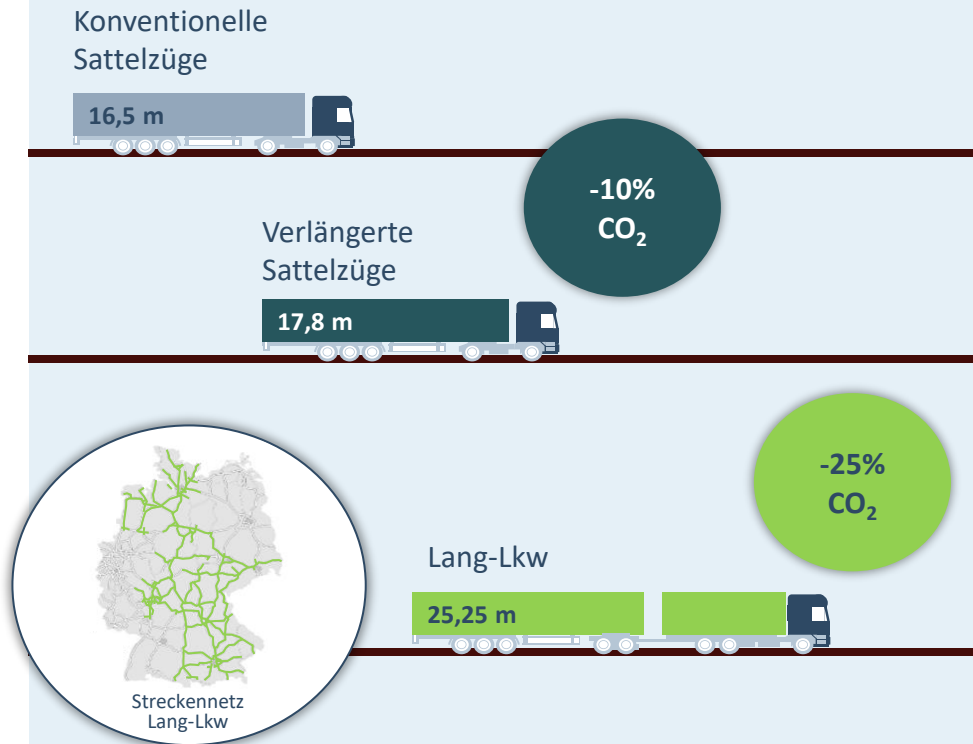 Konventionelle
Sattelzüge
16,5 m
-10%
CO₂
Verlängerte
Sattelzüge
17,8 m
-25%
CO₂
Lang-Lkw
25,25 m
Streckennetz
Lang-Lkw